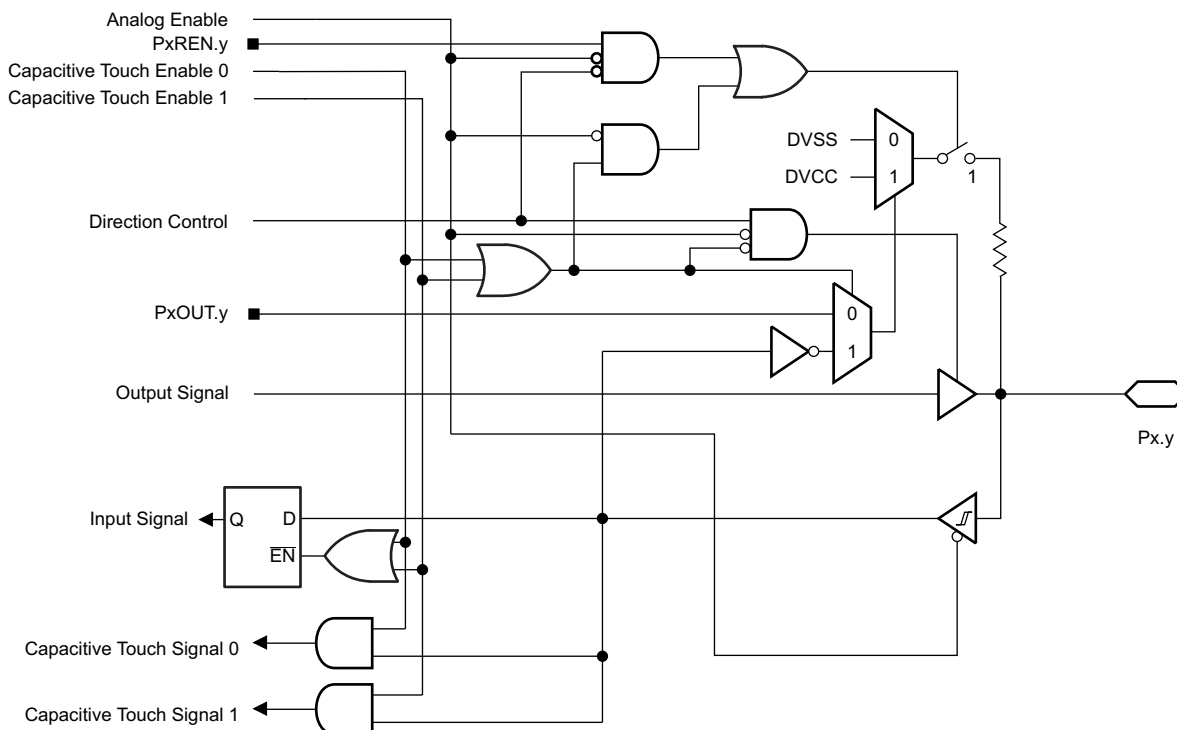 Analog Enable
PxREN.y
Capacitive Touch Enable 0
Capacitive Touch Enable 1
DVSS
0
DVCC
1
1
Direction Control
PxOUT.y
0
1
Output Signal
Px.y
Input Signal
Q
D
EN
Capacitive Touch Signal 0
Capacitive Touch Signal 1